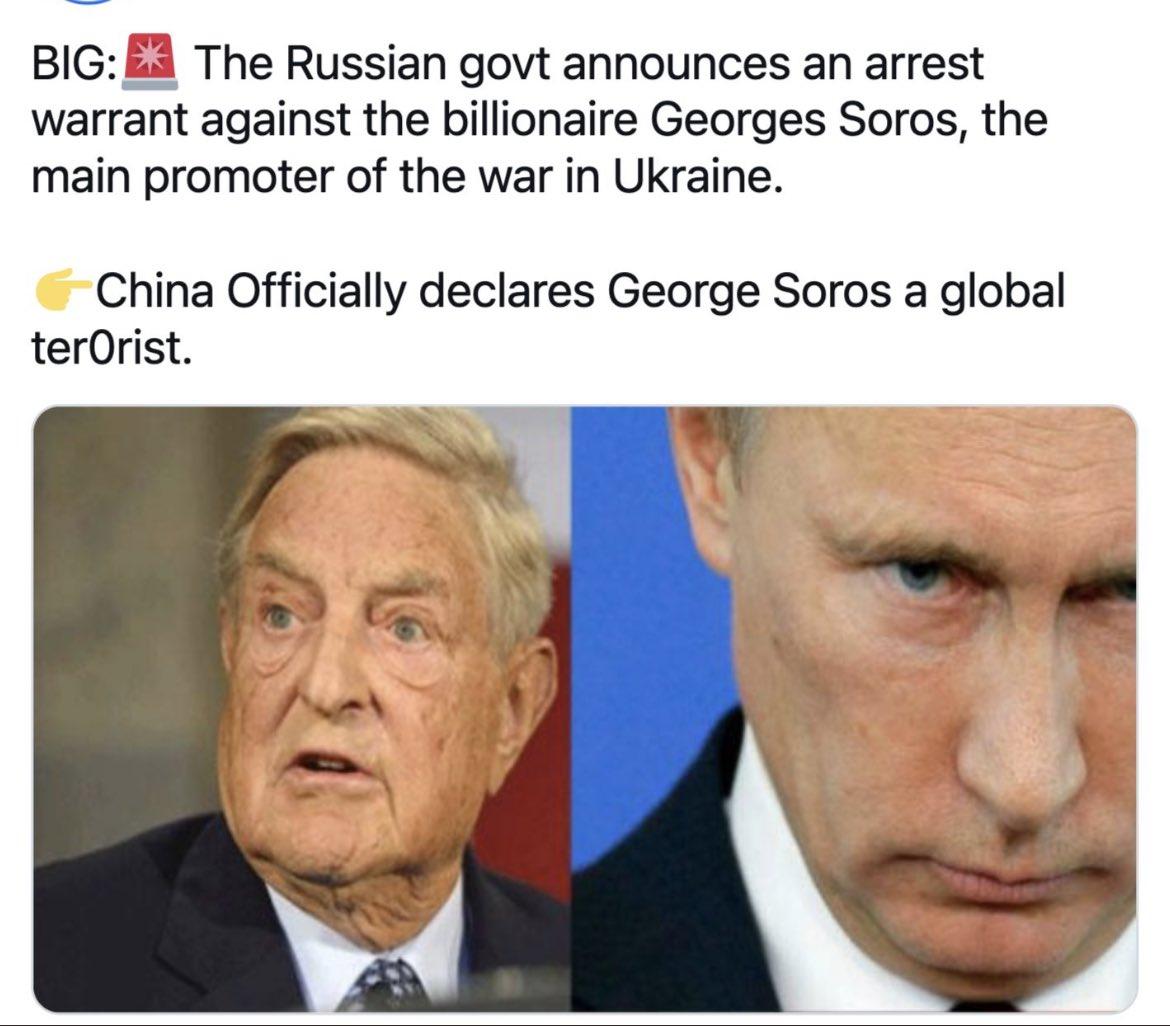 BIG:🚨 The Russian govt announces an arrest
warrant against the billionaire Georges Soros, the
main promoter of the war in Ukraine.
👉China Officially declares George Soros a global
ter0rist.